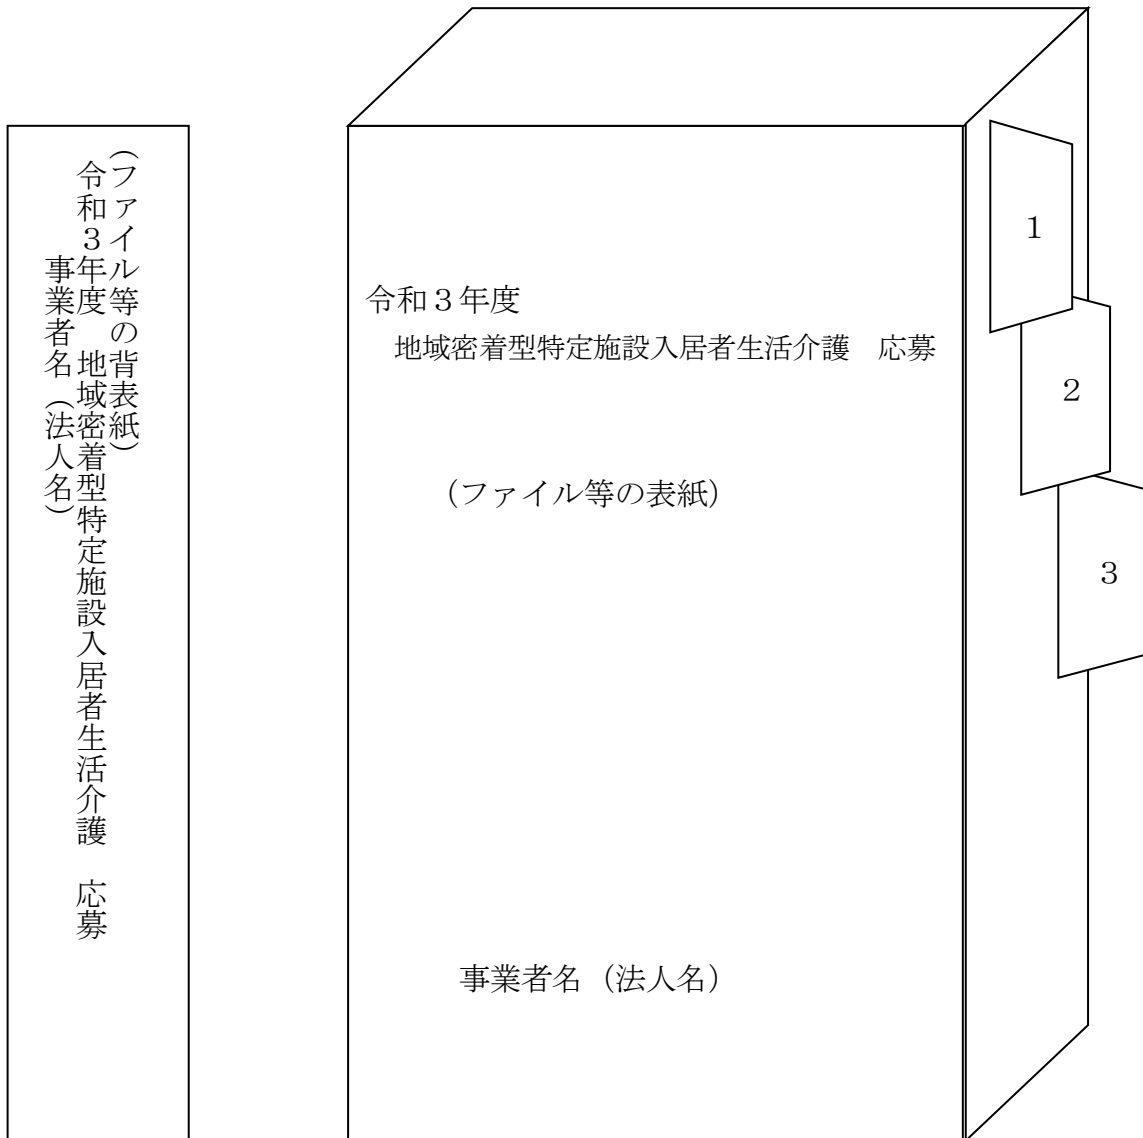 （ファイル等の背表紙）
令和３年度　地域密着型特定施設入居者生活介護　応募
事業者名（法人名）
令和３年度
地域密着型特定施設入居者生活介護　応募
（ファイル等の表紙）
事業者名（法人名）
1
2
3